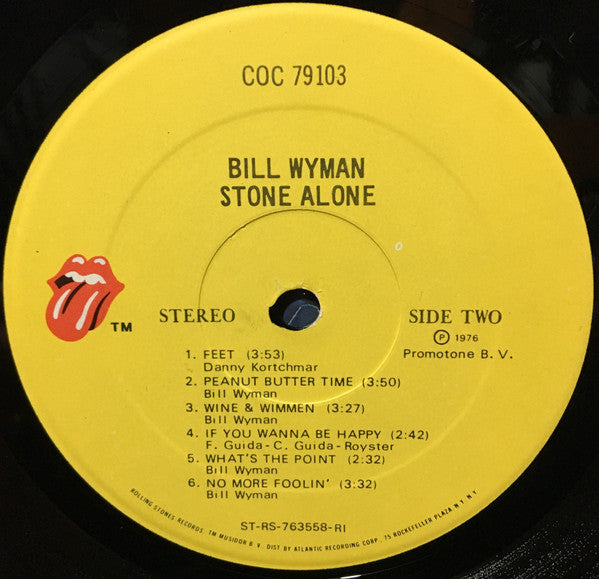 COC 79103
BILL WYMAN
STONE ALONE
TM
STEREO
SIDE TWO
Ⓟ 1976
Promotone B. V.
1. FEET (3:53)
Danny Kortchmar
2. PEANUT BUTTER TIME (3:50)
Bill Wyman
3. WINE & WIMMEN (3:27)
Bill Wyman
4. IF YOU WANNA BE HAPPY (2:42)
F. Guida-C. Guida-Royster
5. WHAT'S THE POINT (2:32)
Bill Wyman
6. NO MORE FOOLIN' (3:32)
Bill Wyman
ST-RS-763558-RI
ROLLING STONES RECORDS, TM MUSIDOR B. V. DIST BY ATLANTIC RECORDING CORP., 75 ROCKEFELLER PLAZA N.Y. N.Y.